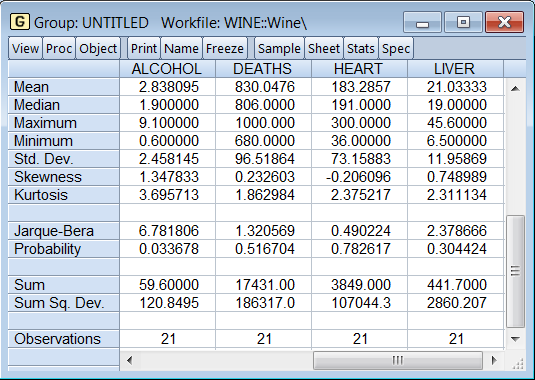 G Group: UNTITLED Workfile: WINE::Wine\
View Proc Object Print Name Freeze Sample Sheet Stats Spec
ALCOHOL DEATHS HEART LIVER
Mean 2.838095 830.0476 183.2857 21.03333
Median 1.900000 806.0000 191.0000 19.00000
Maximum 9.100000 1000.000 300.0000 45.60000
Minimum 0.600000 680.0000 36.00000 6.500000
Std. Dev. 2.458145 96.51864 73.15883 11.95869
Skewness 1.347833 0.232603 -0.206096 0.748989
Kurtosis 3.695713 1.862984 2.375217 2.311134
Jarque-Bera 6.781806 1.320569 0.490224 2.378666
Probability 0.033678 0.516704 0.782617 0.304424
Sum 59.60000 17431.00 3849.000 441.7000
Sum Sq. Dev. 120.8495 186317.0 107044.3 2860.207
Observations 21 21 21 21